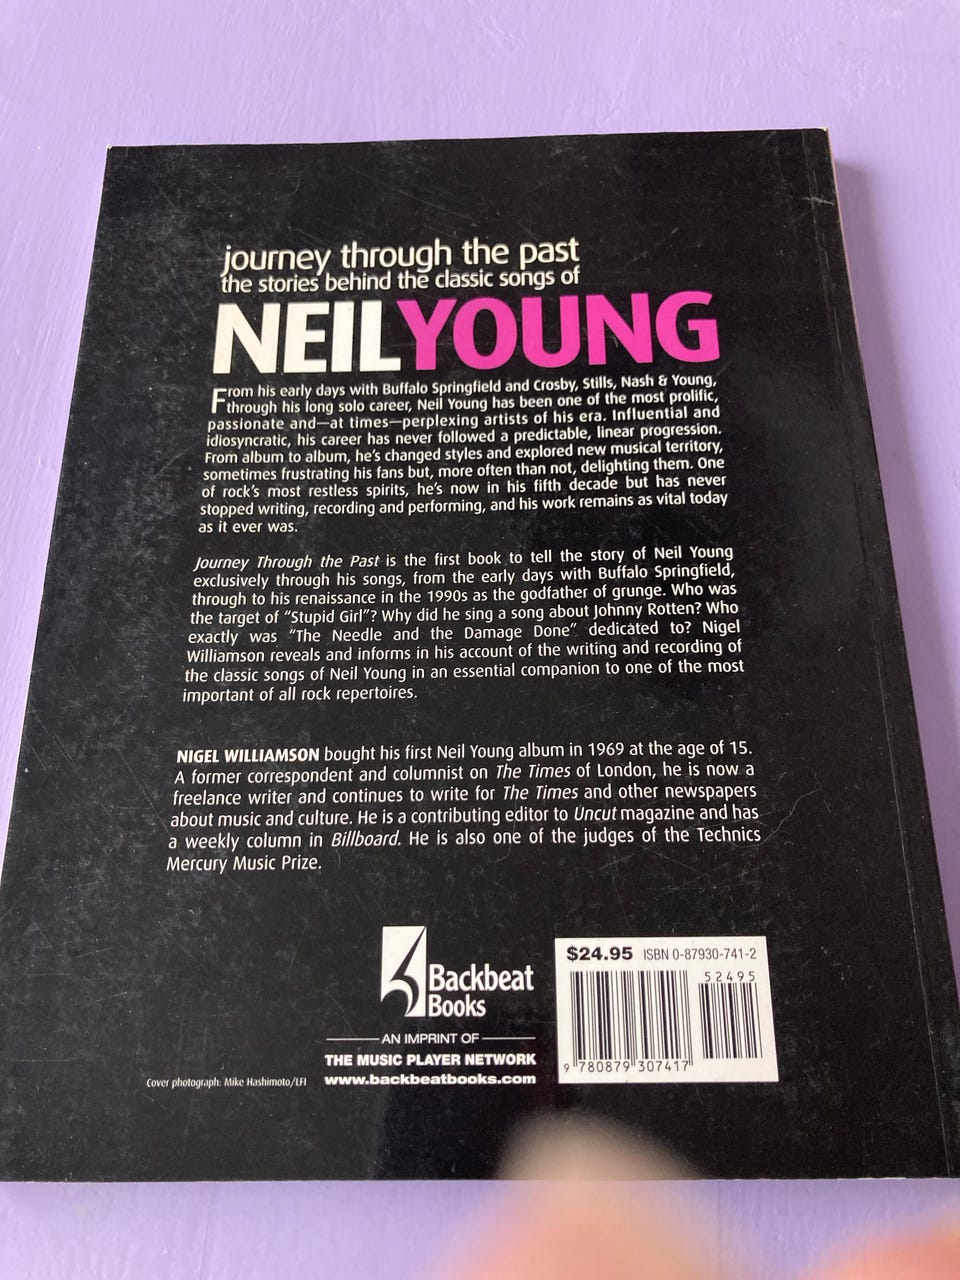 journey through the past
the stories behind the classic songs of
NEIL YOUNG
From his early days with Buffalo Springfield and Crosby, Stills, Nash & Young,
through his long solo career, Neil Young has been one of the most prolific,
passionate and—at times—perplexing artists of his era. Influential and
idiosyncratic, his career has never followed a predictable, linear progression.
From album to album, he's changed styles and explored new musical territory,
sometimes frustrating his fans but, more often than not, delighting them. One
of rock's most restless spirits, he's now in his fifth decade but has never
stopped writing, recording and performing, and his work remains as vital today
as it ever was.
Journey Through the Past is the first book to tell the story of Neil Young
exclusively through his songs, from the early days with Buffalo Springfield,
through to his renaissance in the 1990s as the godfather of grunge. Who was
the target of "Stupid Girl"? Why did he sing a song about Johnny Rotten? Who
exactly was "The Needle and the Damage Done" dedicated to? Nigel
Williamson reveals and informs in his account of the writing and recording of
the classic songs of Neil Young in an essential companion to one of the most
important of all rock repertoires.
NIGEL WILLIAMSON bought his first Neil Young album in 1969 at the age of 15.
A former correspondent and columnist on The Times of London, he is now a
freelance writer and continues to write for The Times and other newspapers
about music and culture. He is a contributing editor to Uncut magazine and has
a weekly column in Billboard. He is also one of the judges of the Technics
Mercury Music Prize.
Backbeat
Books
AN IMPRINT OF
THE MUSIC PLAYER NETWORK
www.backbeatbooks.com
Cover photograph: Mike Hashimoto/LFI
$24.95 ISBN 0-87930-741-2
52495
9 780879 307417